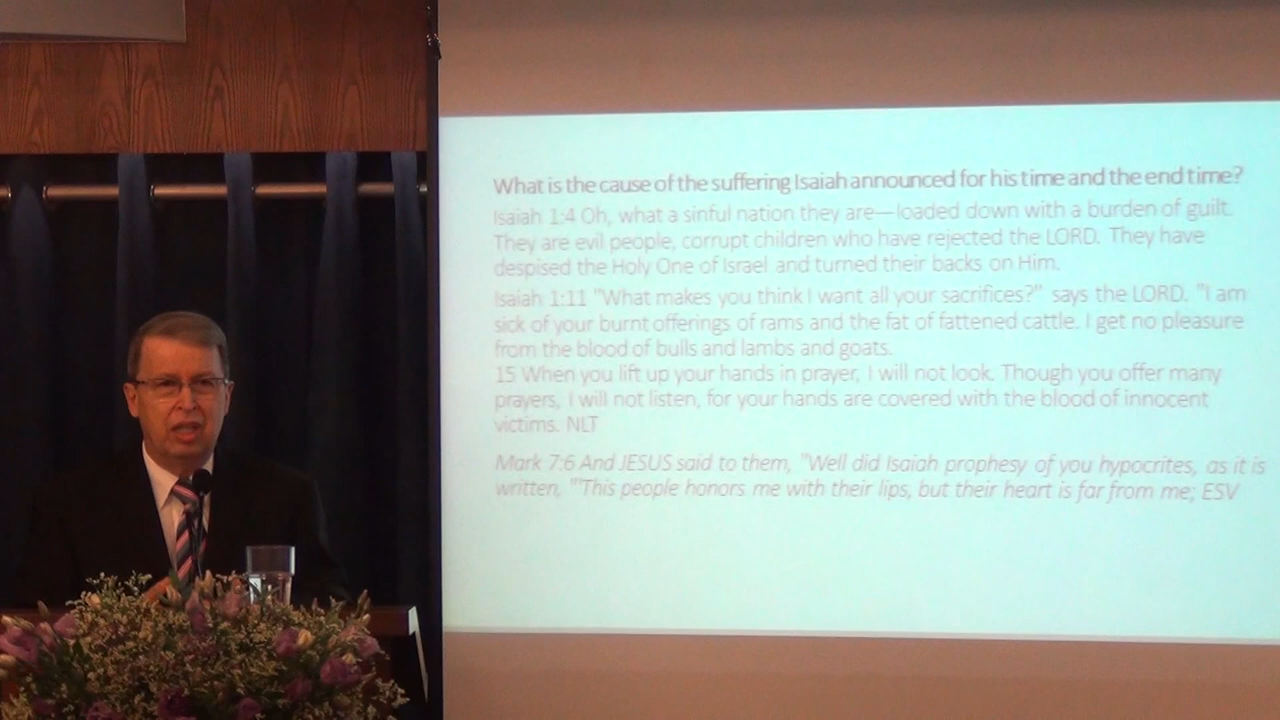 What is the cause of the suffering Isaiah announced for his time and the end time?
Isaiah 1:4 Oh, what a sinful nation they are—loaded down with a burden of guilt.
They are evil people, corrupt children who have rejected the LORD. They have
despised the Holy One of Israel and turned their backs on Him.
Isaiah 1:11 "What makes you think I want all your sacrifices?" says the LORD. "I am
sick of your burnt offerings of rams and the fat of fattened cattle. I get no pleasure
from the blood of bulls and lambs and goats.
15 When you lift up your hands in prayer, I will not look. Though you offer many
prayers, I will not listen, for your hands are covered with the blood of innocent
victims. NLT
Mark 7:6 And JESUS said to them, "Well did Isaiah prophesy of you hypocrites, as it is
written, "'This people honors me with their lips, but their heart is far from me; ESV